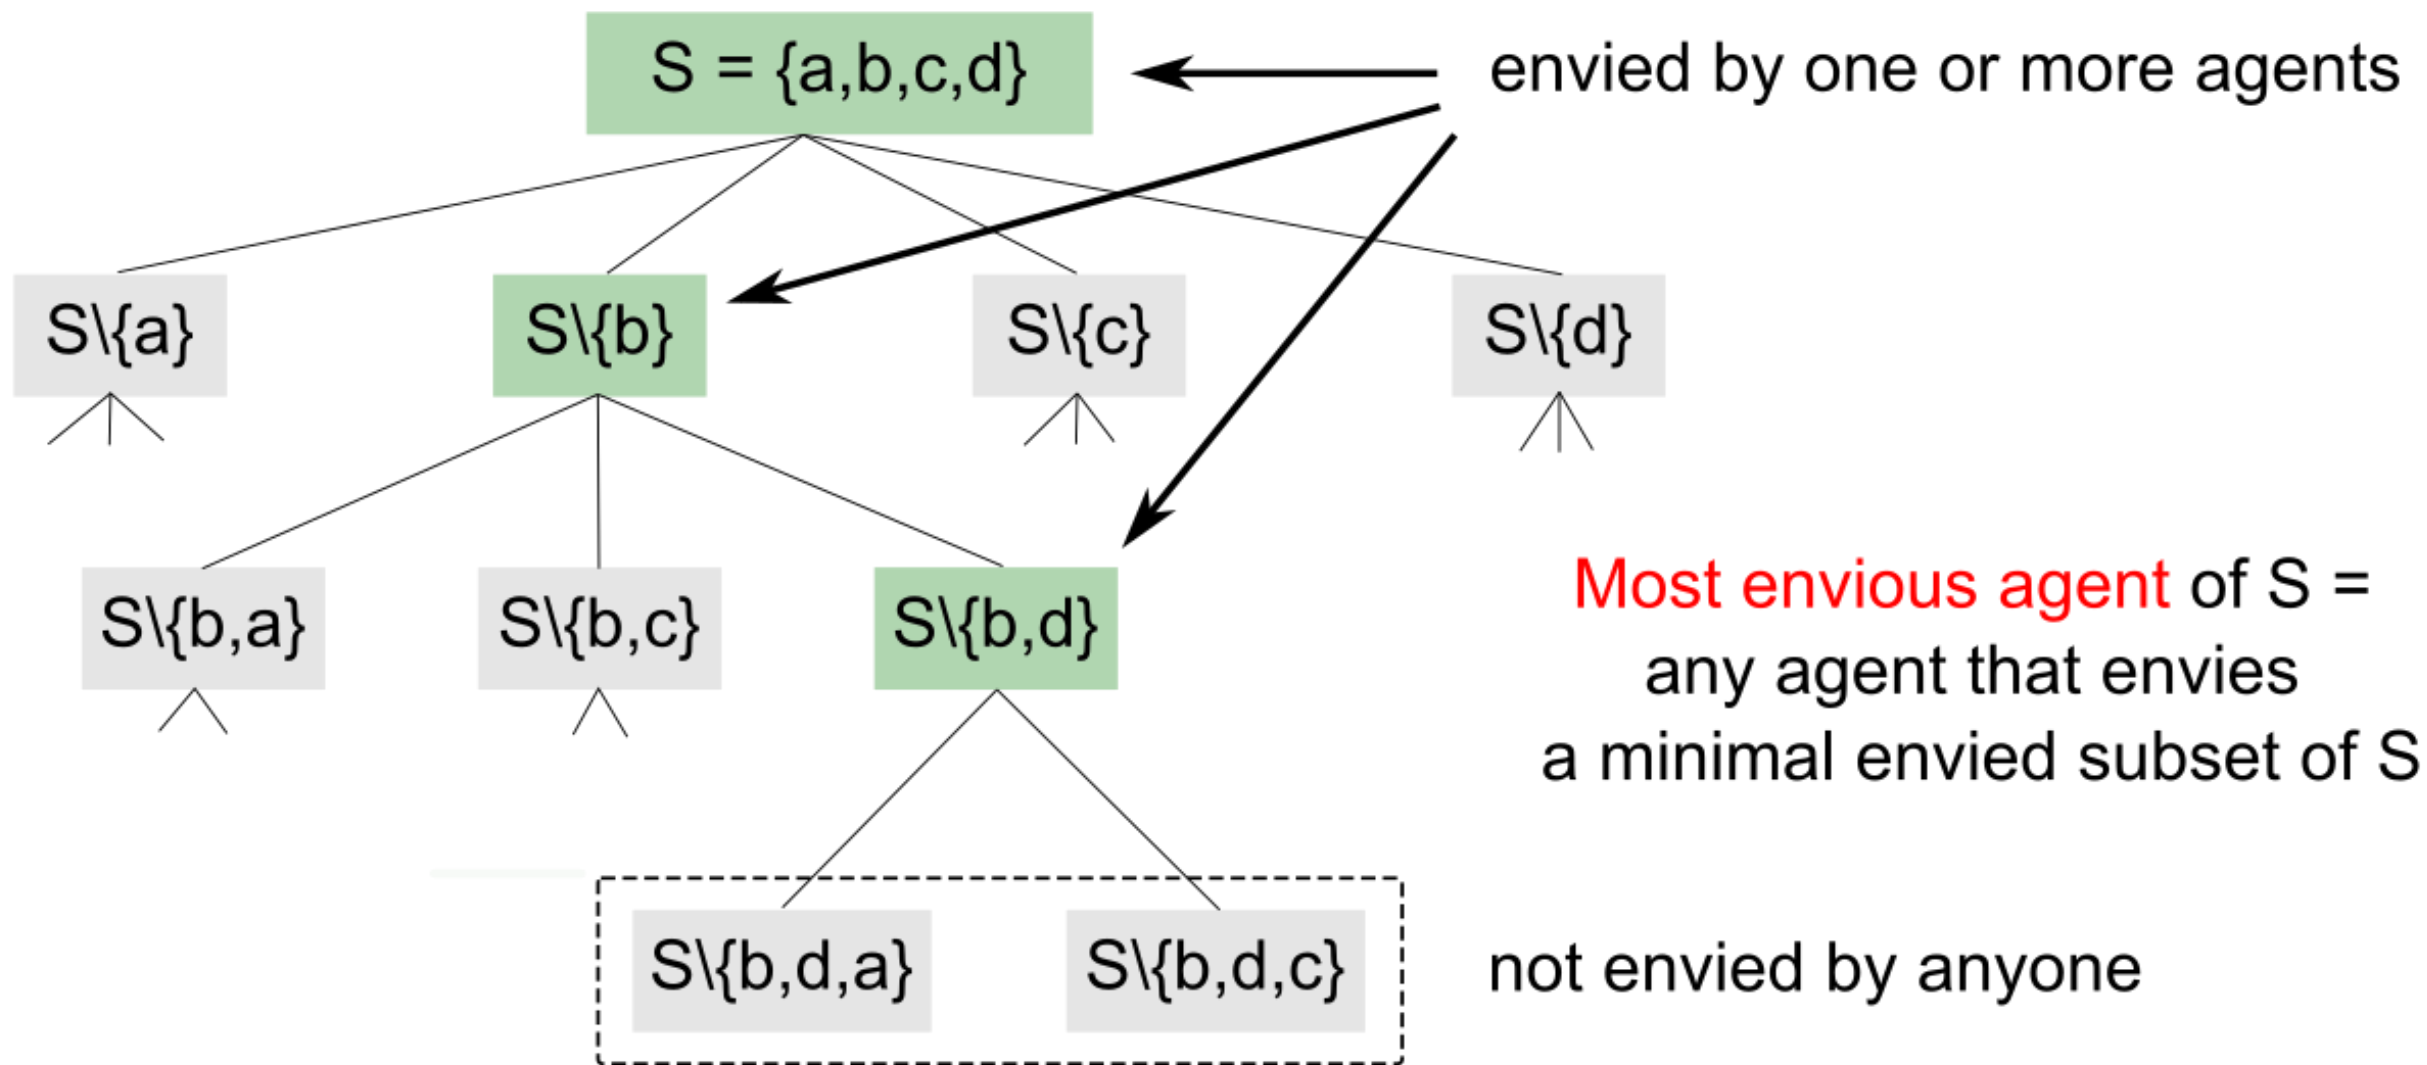 S = {a,b,c,d}
envied by one or more agents
S\{a}
S\{b}
S\{c}
S\{d}
S\{b,a}
S\{b,c}
S\{b,d}
Most envious agent of S =
any agent that envies
a minimal envied subset of S
S\{b,d,a}
S\{b,d,c}
not envied by anyone